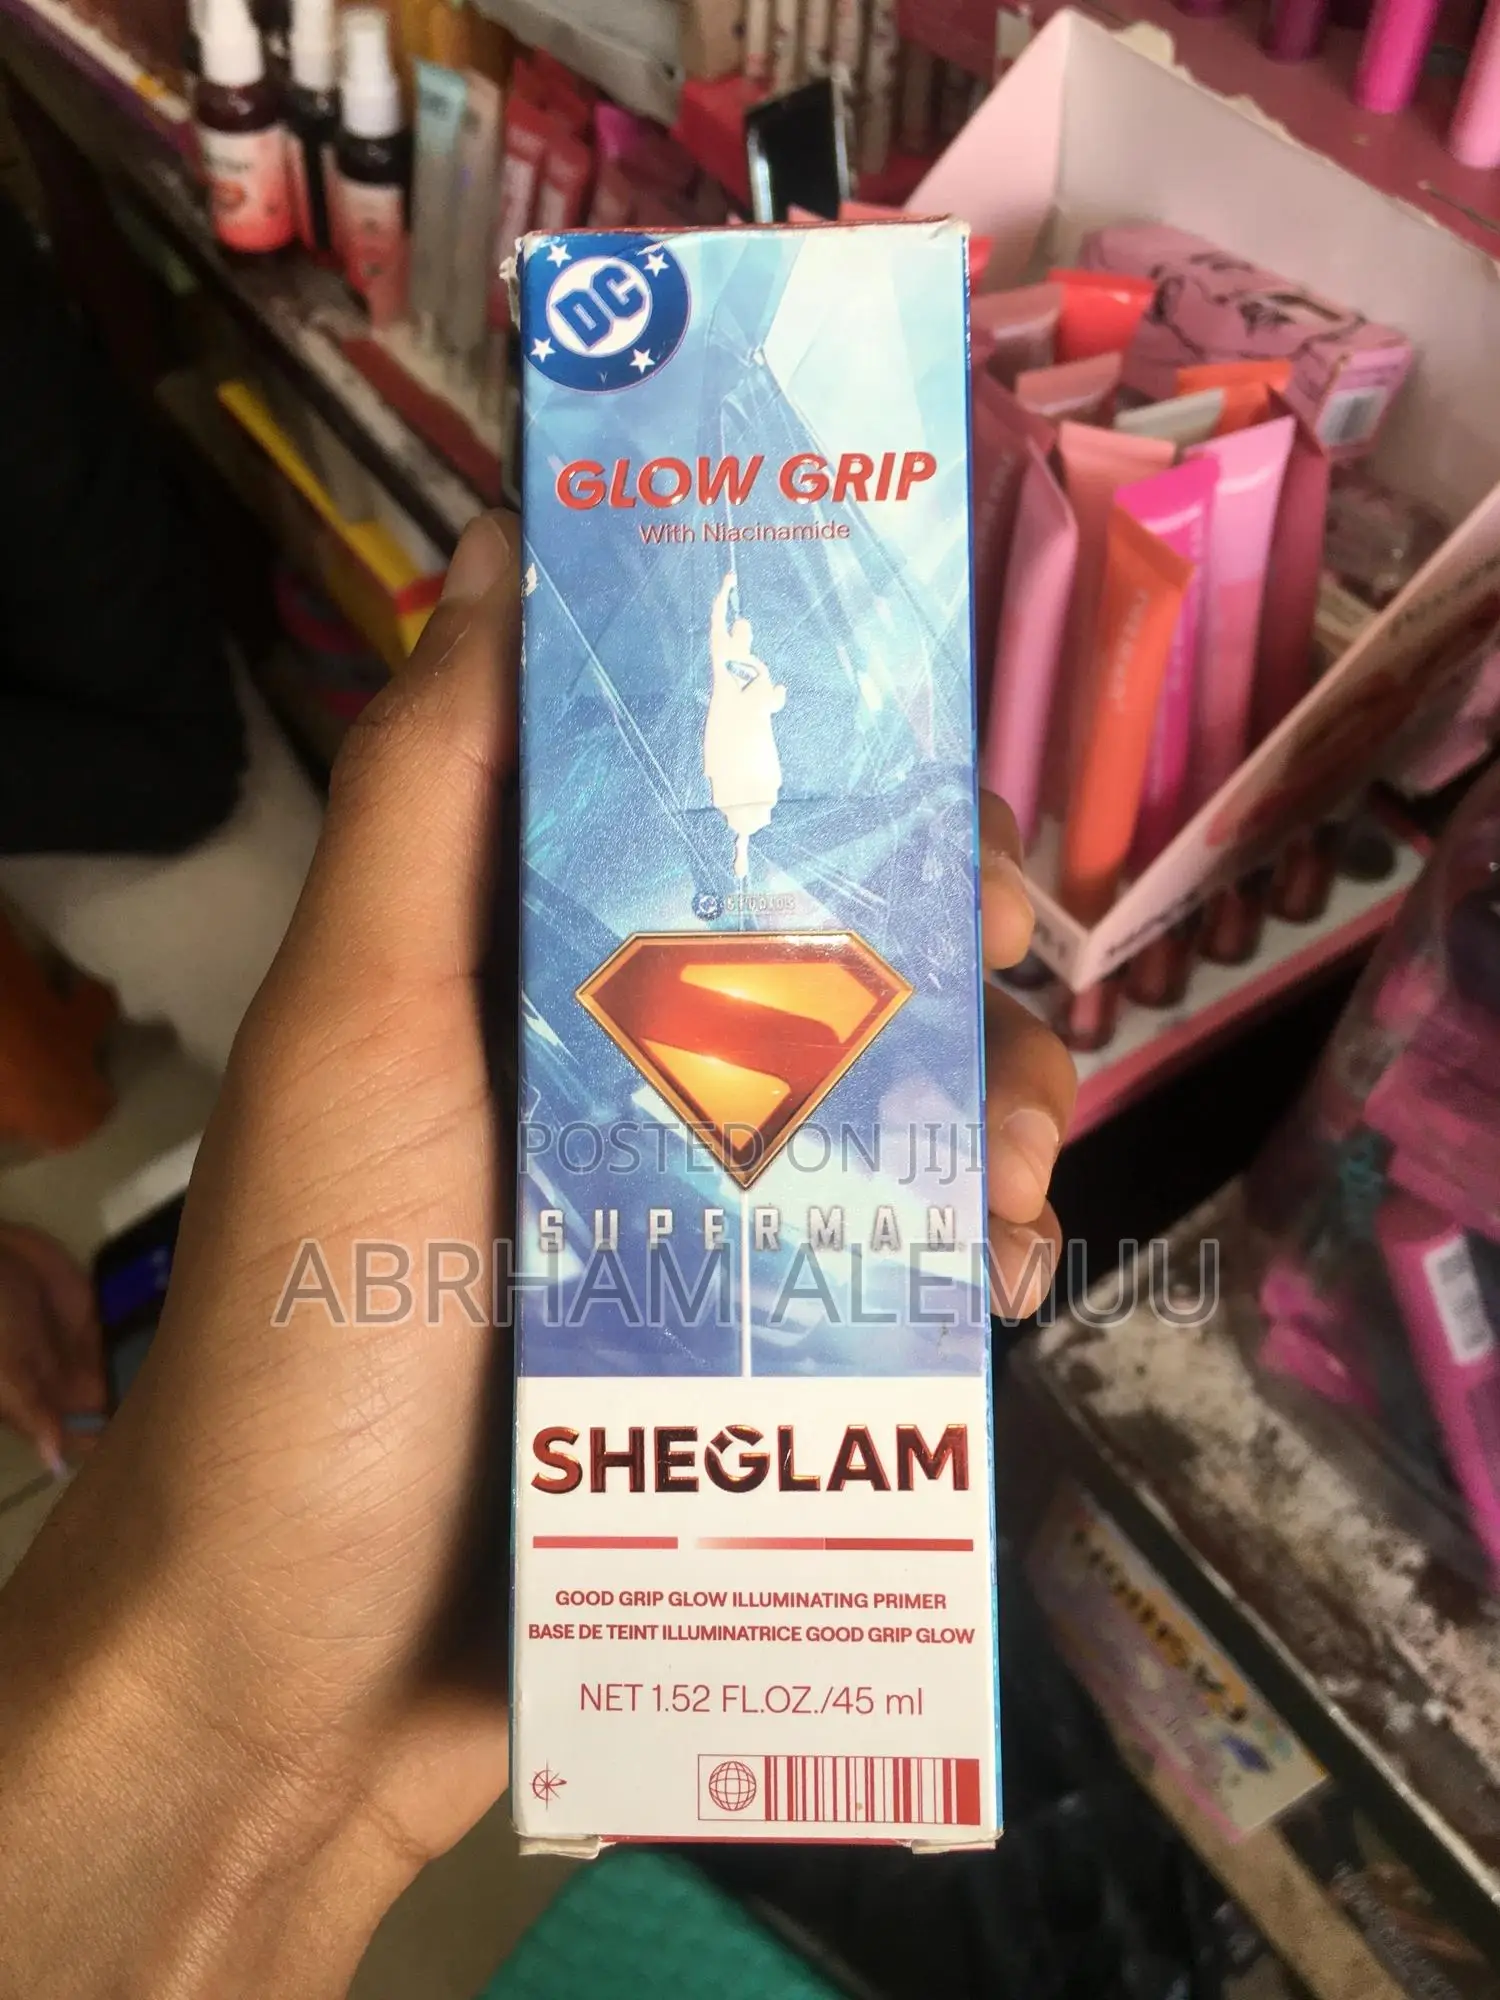 DC
GLOW GRIP
With Niacinamide
STUDIOS
POSTED ON JIJI
SUPERMAN
ABRHAM ALEMUU
SHEGLAM
GOOD GRIP GLOW ILLUMINATING PRIMER
BASE DE TEINT ILLUMINATRICE GOOD GRIP GLOW
NET 1.52 FL.OZ./45 ml